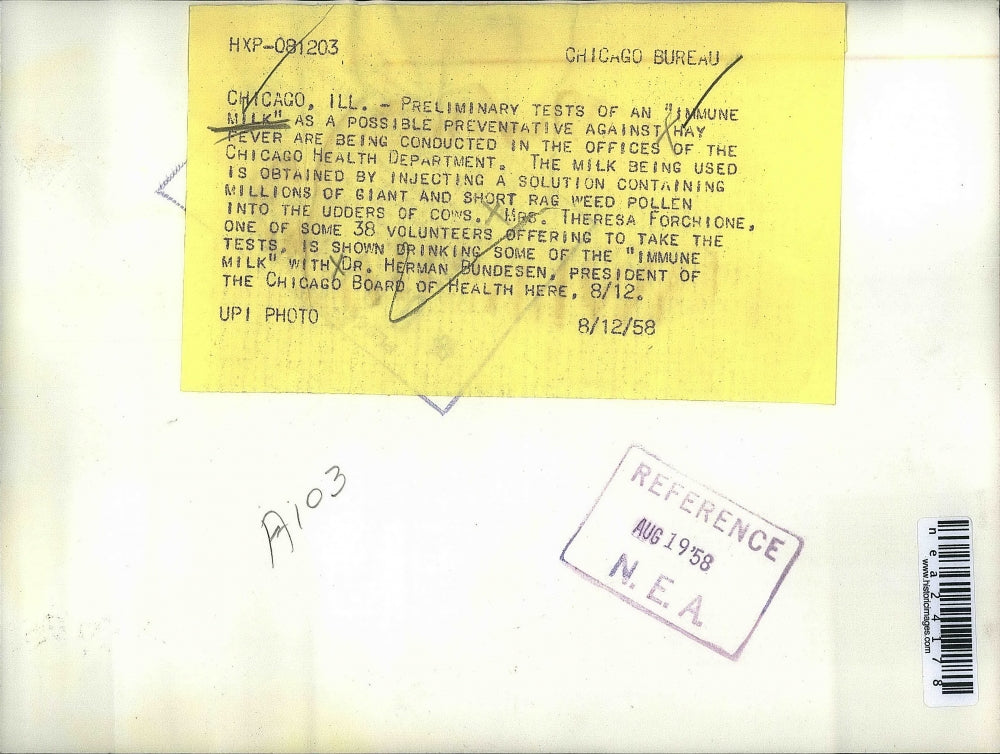 HXP-081203
CHICAGO BUREAU
CHICAGO, ILL. - PRELIMINARY TESTS OF AN "IMMUNE
MILK" AS A POSSIBLE PREVENTATIVE AGAINST HAY
FEVER ARE BEING CONDUCTED IN THE OFFICES OF THE
CHICAGO HEALTH DEPARTMENT. THE MILK BEING USED
IS OBTAINED BY INJECTING A SOLUTION CONTAINING
MILLIONS OF GIANT AND SHORT RAG WEED POLLEN
INTO THE UDDERS OF COWS. MRS. THERESA FORCHIONE,
ONE OF SOME 38 VOLUNTEERS OFFERING TO TAKE THE
TESTS, IS SHOWN DRINKING SOME OF THE "IMMUNE
MILK" WITH DR. HERMAN BUNDESEN, PRESIDENT OF
THE CHICAGO BOARD OF HEALTH HERE, 8/12.
UPI PHOTO
8/12/58
A103
REFERENCE
AUG 19 '58
N. E. A.
nea24178
www.historicimages.com